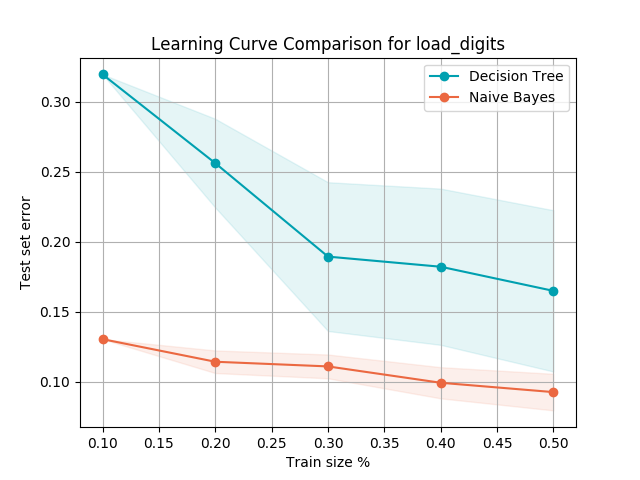 Learning Curve Comparison for load_digits
Decision Tree
Naive Bayes
Test set error
0.30
0.25
0.20
0.15
0.10
0.10 0.15 0.20 0.25 0.30 0.35 0.40 0.45 0.50
Train size %